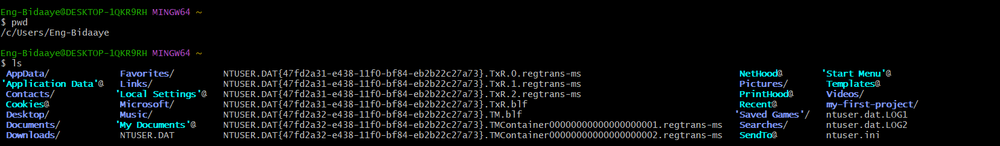 Eng-Bidaaye@DESKTOP-1QKR9RH MINGW64 ~
$ pwd
/c/Users/Eng-Bidaaye
Eng-Bidaaye@DESKTOP-1QKR9RH MINGW64 ~
$ ls
AppData/ Favorites/ NTUSER.DAT{47fd2a31-e438-11f0-bf84-eb2b22c27a73}.TxR.0.regtrans-ms NetHood@ 'Start Menu'@
'Application Data'@ Links/ NTUSER.DAT{47fd2a31-e438-11f0-bf84-eb2b22c27a73}.TxR.1.regtrans-ms Pictures/ Templates@
Contacts/ 'Local Settings'@ NTUSER.DAT{47fd2a31-e438-11f0-bf84-eb2b22c27a73}.TxR.2.regtrans-ms PrintHood@ Videos/
Cookies@ Microsoft/ NTUSER.DAT{47fd2a31-e438-11f0-bf84-eb2b22c27a73}.TxR.blf Recent@ my-first-project/
Desktop/ Music/ NTUSER.DAT{47fd2a32-e438-11f0-bf84-eb2b22c27a73}.TM.blf 'Saved Games'/ ntuser.dat.LOG1
Documents/ 'My Documents'@ NTUSER.DAT{47fd2a32-e438-11f0-bf84-eb2b22c27a73}.TMContainer00000000000000000001.regtrans-ms Searches/ ntuser.dat.LOG2
Downloads/ NTUSER.DAT NTUSER.DAT{47fd2a32-e438-11f0-bf84-eb2b22c27a73}.TMContainer00000000000000000002.regtrans-ms SendTo@ ntuser.ini